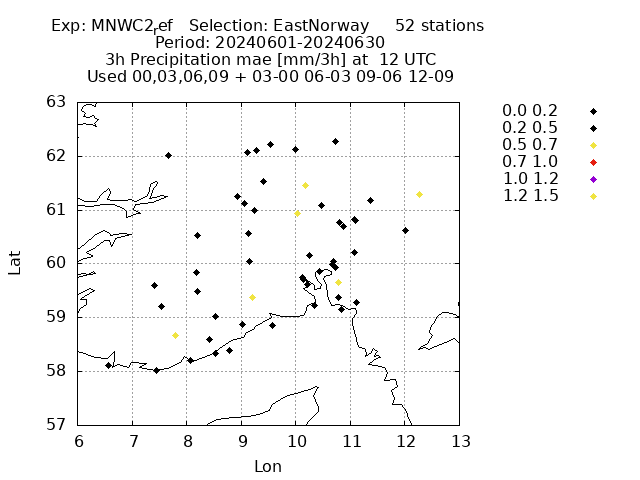 Exp: MNWC2_ref Selection: EastNorway 52 stations
Period: 20240601-20240630
3h Precipitation mae [mm/3h] at 12 UTC
Used 00,03,06,09 + 03-00 06-03 09-06 12-09
0.0 0.2
0.2 0.5
0.5 0.7
0.7 1.0
1.0 1.2
1.2 1.5
63
62
61
60
59
58
57
Lat
6 7 8 9 10 11 12 13
Lon